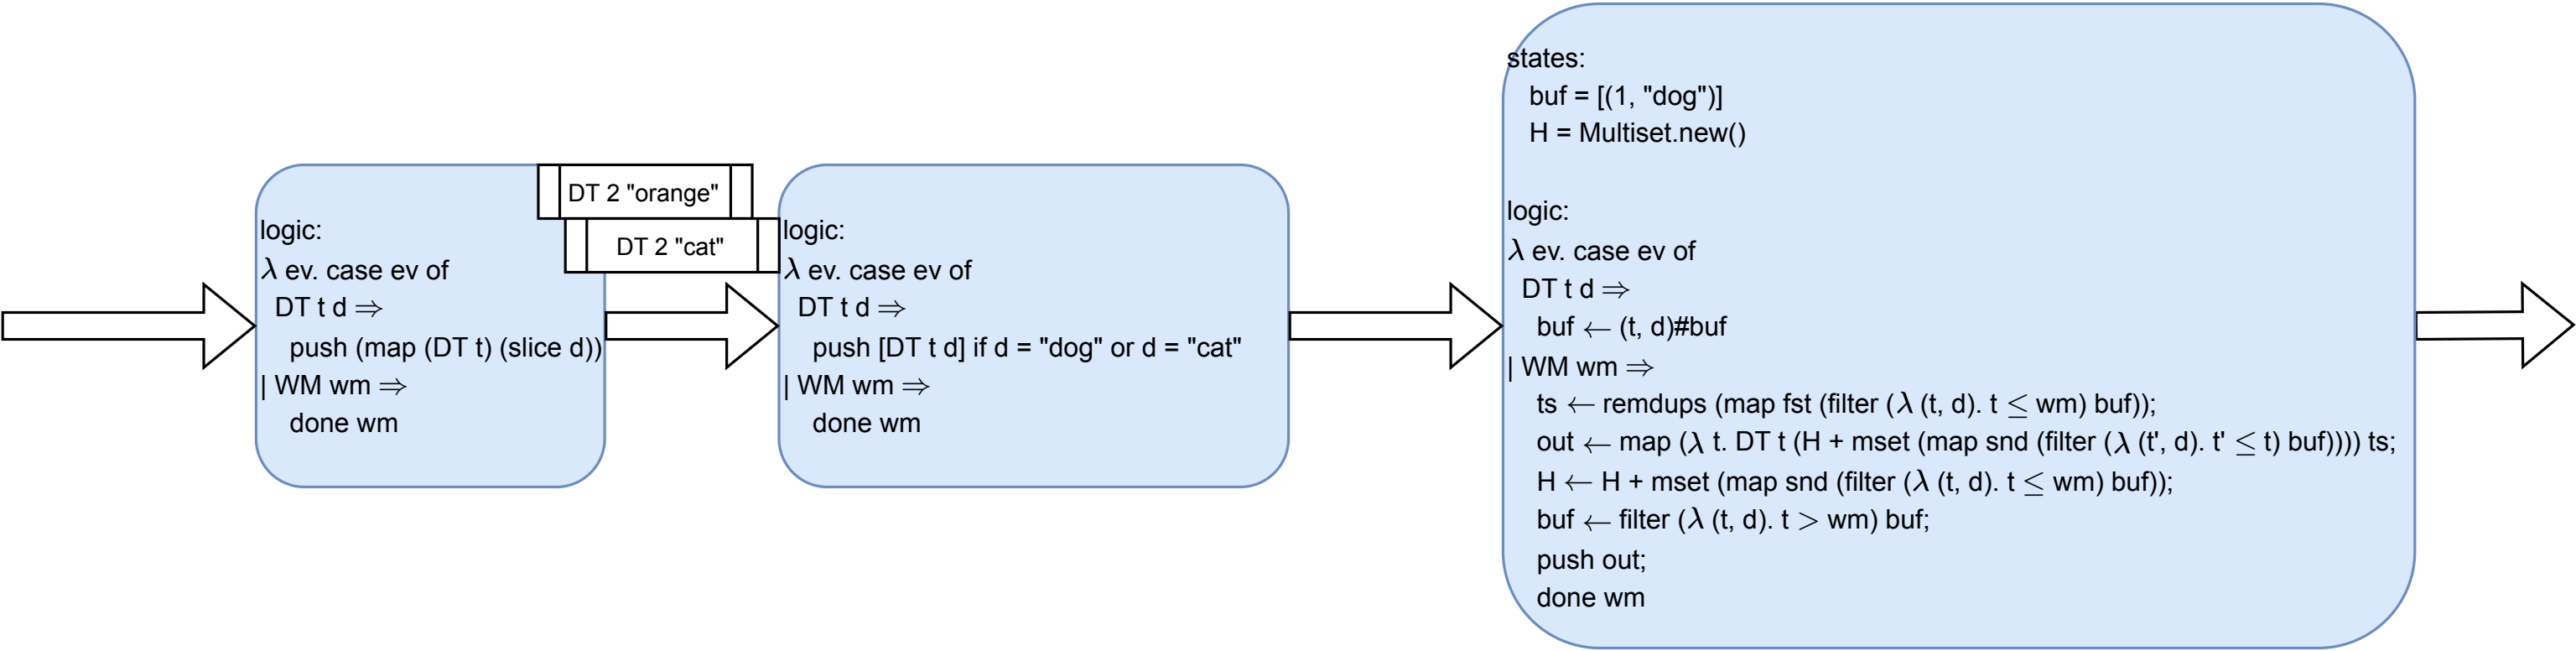 logic:
λ ev. case ev of
DT t d ⇒
push (map (DT t) (slice d))
| WM wm ⇒
done wm
DT 2 "orange"
DT 2 "cat"
logic:
λ ev. case ev of
DT t d ⇒
push [DT t d] if d = "dog" or d = "cat"
| WM wm ⇒
done wm
states:
buf = [(1, "dog")]
H = Multiset.new()
logic:
λ ev. case ev of
DT t d ⇒
buf ← (t, d)#buf
| WM wm ⇒
ts ← remdups (map fst (filter (λ (t, d). t ≤ wm) buf));
out ← map (λ t. DT t (H + mset (map snd (filter (λ (t', d). t' ≤ t) buf)))) ts;
H ← H + mset (map snd (filter (λ (t, d). t ≤ wm) buf));
buf ← filter (λ (t, d). t > wm) buf;
push out;
done wm